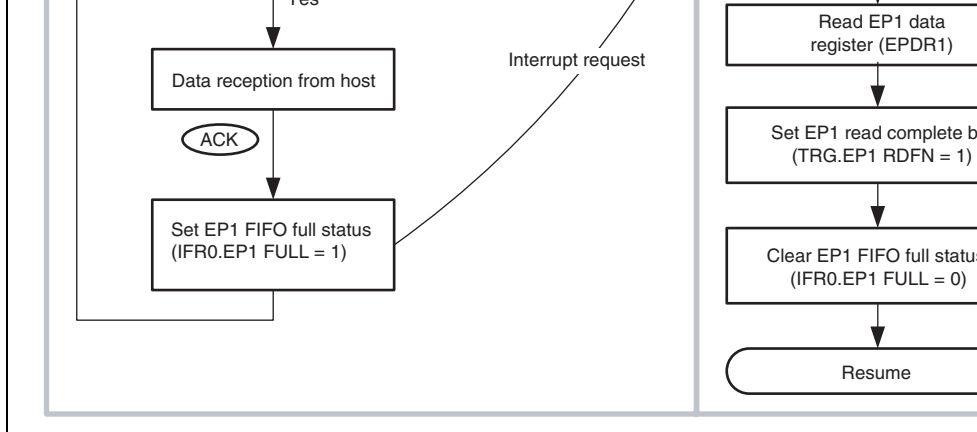 Yes
Data reception from host
ACK
Set EP1 FIFO full status
(IFR0.EP1 FULL = 1)
Interrupt request
Read EP1 data
register (EPDR1)
Set EP1 read complete
(TRG.EP1 RDFN = 1)
Clear EP1 FIFO full
(IFR0.EP1 FULL = 0)
Resume